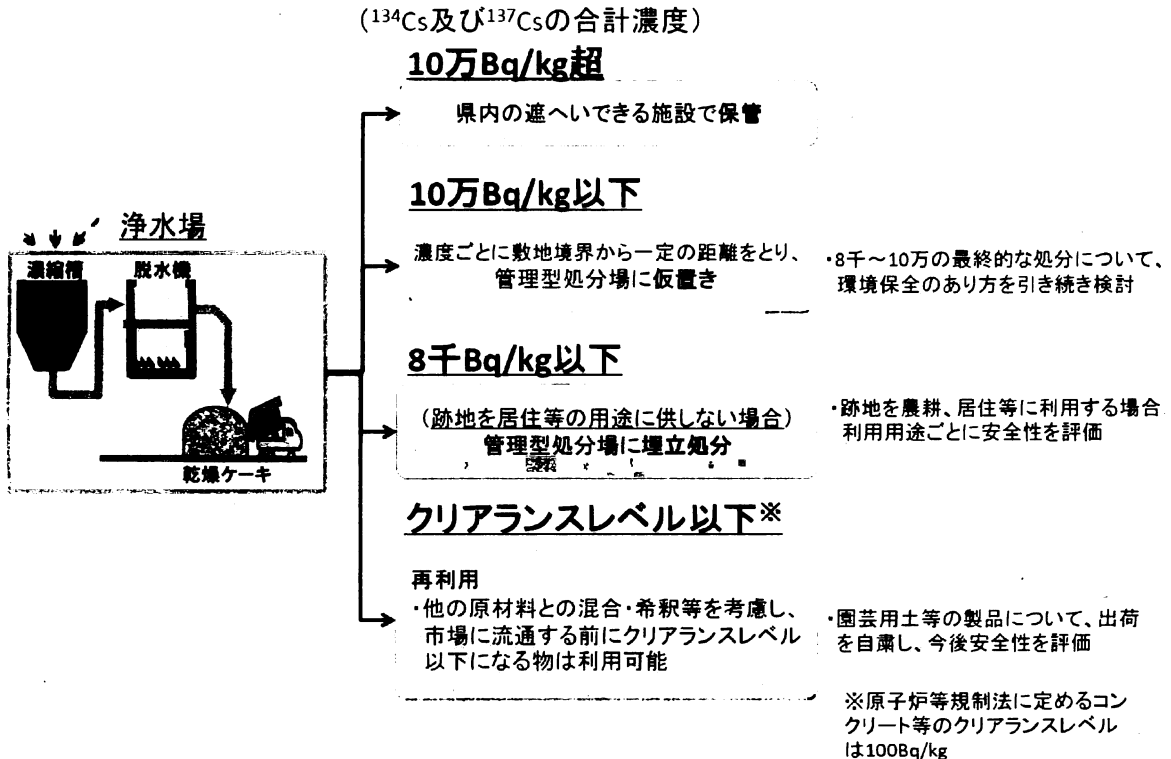 (¹³⁴Cs及び¹³⁷Csの合計濃度)
10万Bq/kg超
県内の遮へいできる施設で保管
10万Bq/kg以下
濃度ごとに敷地境界から一定の距離をとり、
管理型処分場に仮置き
・8千～10万の最終的な処分について、
環境保全のあり方を引き続き検討
浄水場
濃縮槽
脱水機
乾燥ケーキ
8千Bq/kg以下
(跡地を居住等の用途に供しない場合)
管理型処分場に埋立処分
・跡地を農耕、居住等に利用する場合
利用用途ごとに安全性を評価
クリアランスレベル以下※
再利用
・他の原材料との混合・希釈等を考慮し、
市場に流通する前にクリアランスレベル
以下になる物は利用可能
・園芸用土等の製品について、出荷
を自粛し、今後安全性を評価
※原子炉等規制法に定めるコン
クリート等のクリアランスレベル
は100Bq/kg